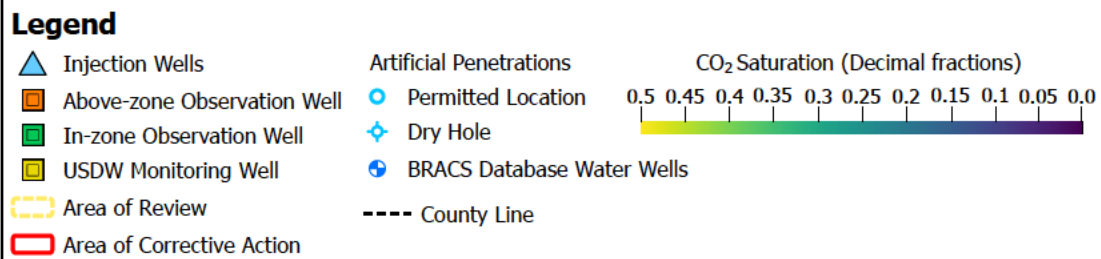 Legend
Injection Wells
Above-zone Observation Well
In-zone Observation Well
USDW Monitoring Well
Area of Review
Area of Corrective Action
Artificial Penetrations
Permitted Location
Dry Hole
BRACS Database Water Wells
County Line
CO₂ Saturation (Decimal fractions)
0.5 0.45 0.4 0.35 0.3 0.25 0.2 0.15 0.1 0.05 0.0